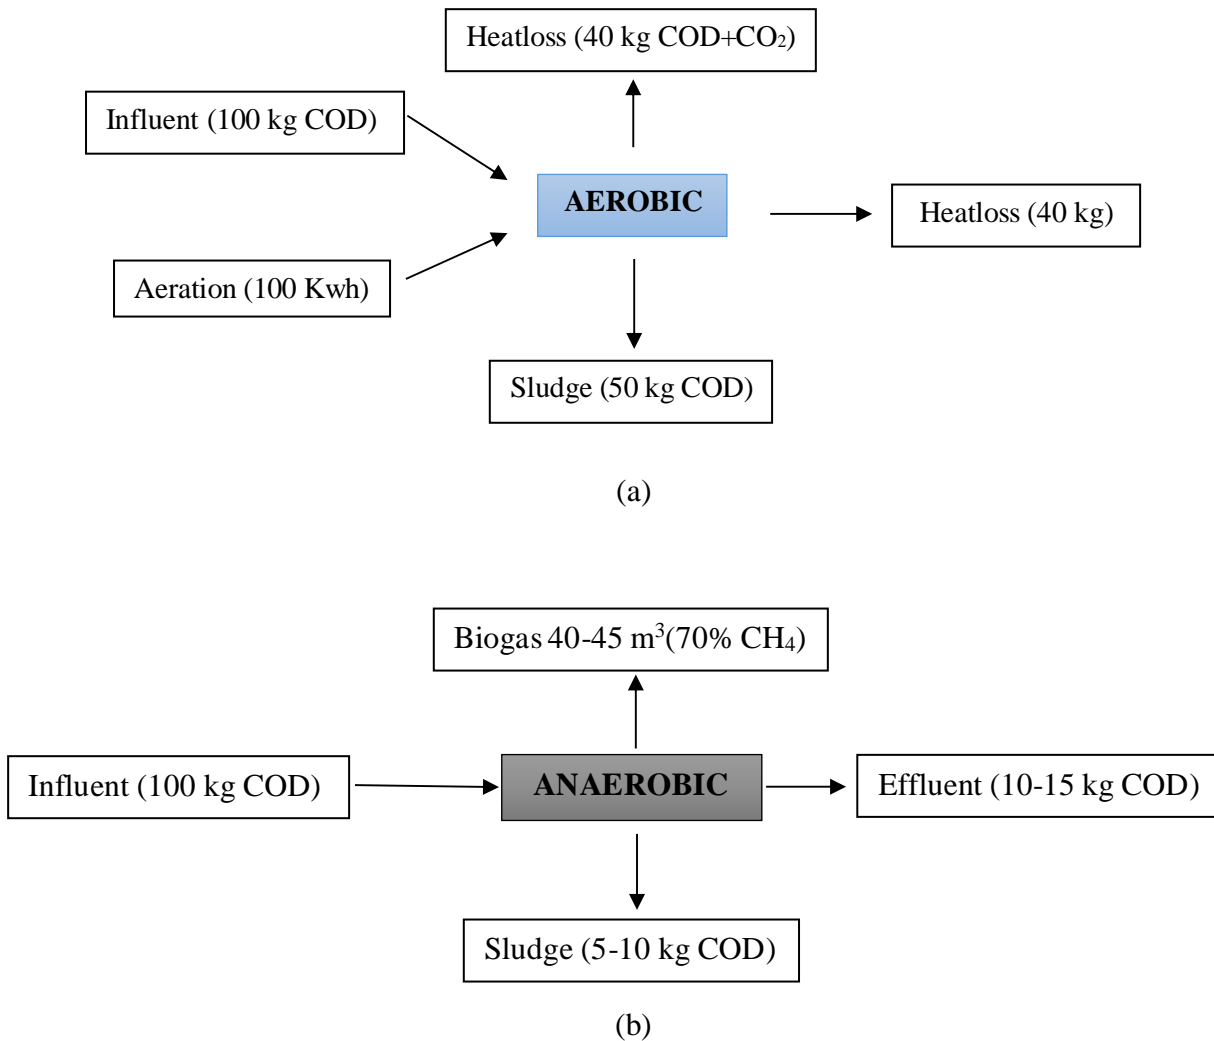 Heatloss (40 kg COD+CO₂)
Influent (100 kg COD)
AEROBIC
Heatloss (40 kg)
Aeration (100 Kwh)
Sludge (50 kg COD)
(a)
Biogas 40-45 m³(70% CH₄)
Influent (100 kg COD)
ANAEROBIC
Effluent (10-15 kg COD)
Sludge (5-10 kg COD)
(b)